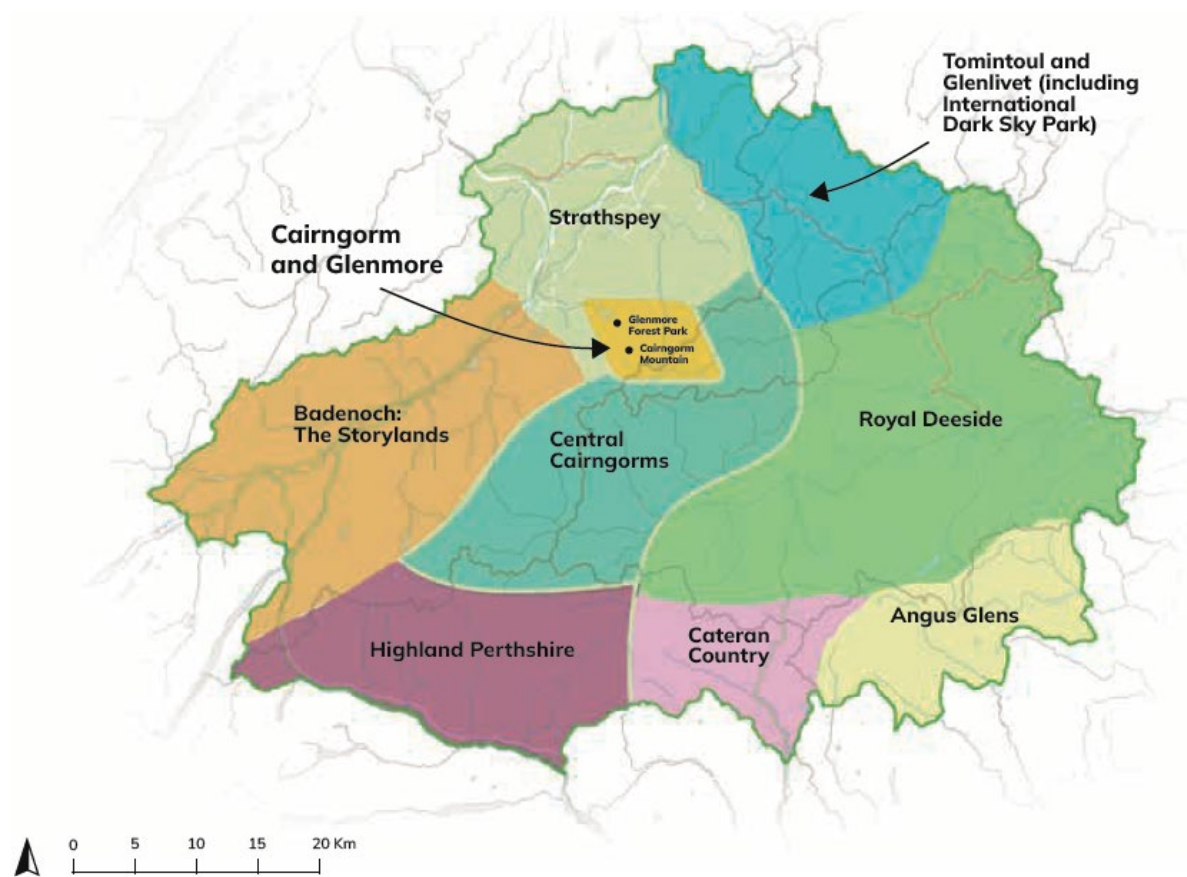 Tomintoul and
Glenlivet (including
International
Dark Sky Park)
Strathspey
Cairngorm
and Glenmore
Glenmore
Forest Park
Cairngorm
Mountain
Badenoch:
The Storylands
Central
Cairngorms
Royal Deeside
Angus Glens
Highland Perthshire
Cateran
Country
0 5 10 15 20 Km